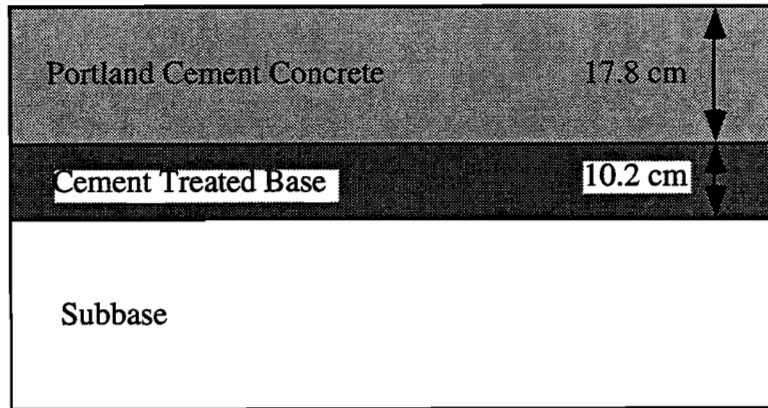 Portland Cement Concrete 17.8 cm
Cement Treated Base 10.2 cm
Subbase